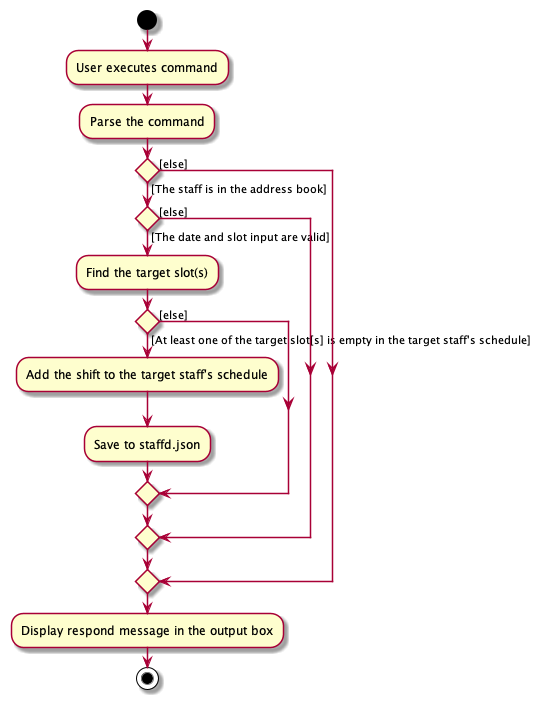 User executes command
Parse the command
[else]
[The staff is in the address book]
[else]
[The date and slot input are valid]
Find the target slot(s)
[else]
[At least one of the target slot[s] is empty in the target staff's schedule]
Add the shift to the target staff's schedule
Save to staffd.json
Display respond message in the output box